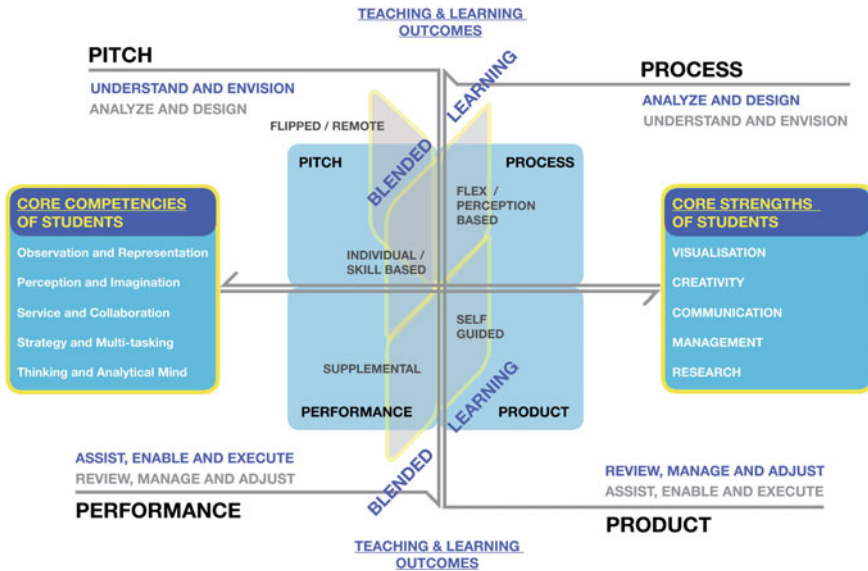 TEACHING & LEARNING
OUTCOMES
PITCH
UNDERSTAND AND ENVISION
ANALYZE AND DESIGN
PROCESS
ANALYZE AND DESIGN
UNDERSTAND AND ENVISION
BLENDED
LEARNING
FLIPPED / REMOTE
PITCH
PROCESS
FLEX /
PERCEPTION
BASED
INDIVIDUAL /
SKILL BASED
CORE COMPETENCIES
OF STUDENTS
Observation and Representation
Perception and Imagination
Service and Collaboration
Strategy and Multi-tasking
Thinking and Analytical Mind
CORE STRENGTHS
OF STUDENTS
VISUALISATION
CREATIVITY
COMMUNICATION
MANAGEMENT
RESEARCH
SELF
GUIDED
SUPPLEMENTAL
PERFORMANCE
PRODUCT
BLENDED
LEARNING
ASSIST, ENABLE AND EXECUTE
REVIEW, MANAGE AND ADJUST
PERFORMANCE
REVIEW, MANAGE AND ADJUST
ASSIST, ENABLE AND EXECUTE
PRODUCT
TEACHING & LEARNING
OUTCOMES